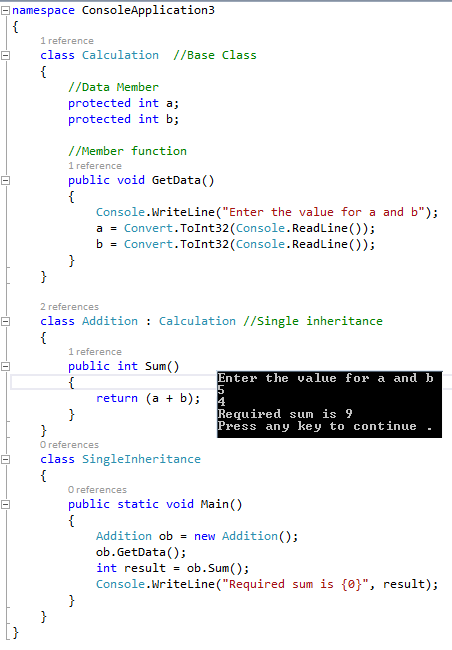 namespace ConsoleApplication3
{
1 reference
class Calculation  //Base Class
{
//Data Member
protected int a;
protected int b;
//Member function
1 reference
public void GetData()
{
Console.WriteLine("Enter the value for a and b");
a = Convert.ToInt32(Console.ReadLine());
b = Convert.ToInt32(Console.ReadLine());
}
}
2 references
class Addition : Calculation //Single inheritance
{
1 reference
public int Sum()
{
return (a + b);
}
}
Enter the value for a and b
5
4
Required sum is 9
Press any key to continue .
0 references
class SingleInheritance
{
0 references
public static void Main()
{
Addition ob = new Addition();
ob.GetData();
int result = ob.Sum();
Console.WriteLine("Required sum is {0}", result);
}
}
}